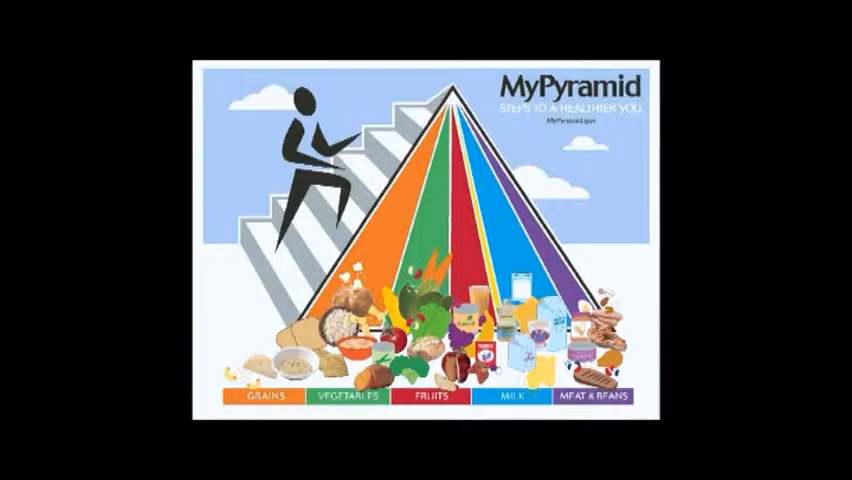 MyPyramid
STEPS TO A HEALTHIER YOU
MyPyramid.gov
GRAINS VEGETABLES FRUITS MILK MEAT & BEANS